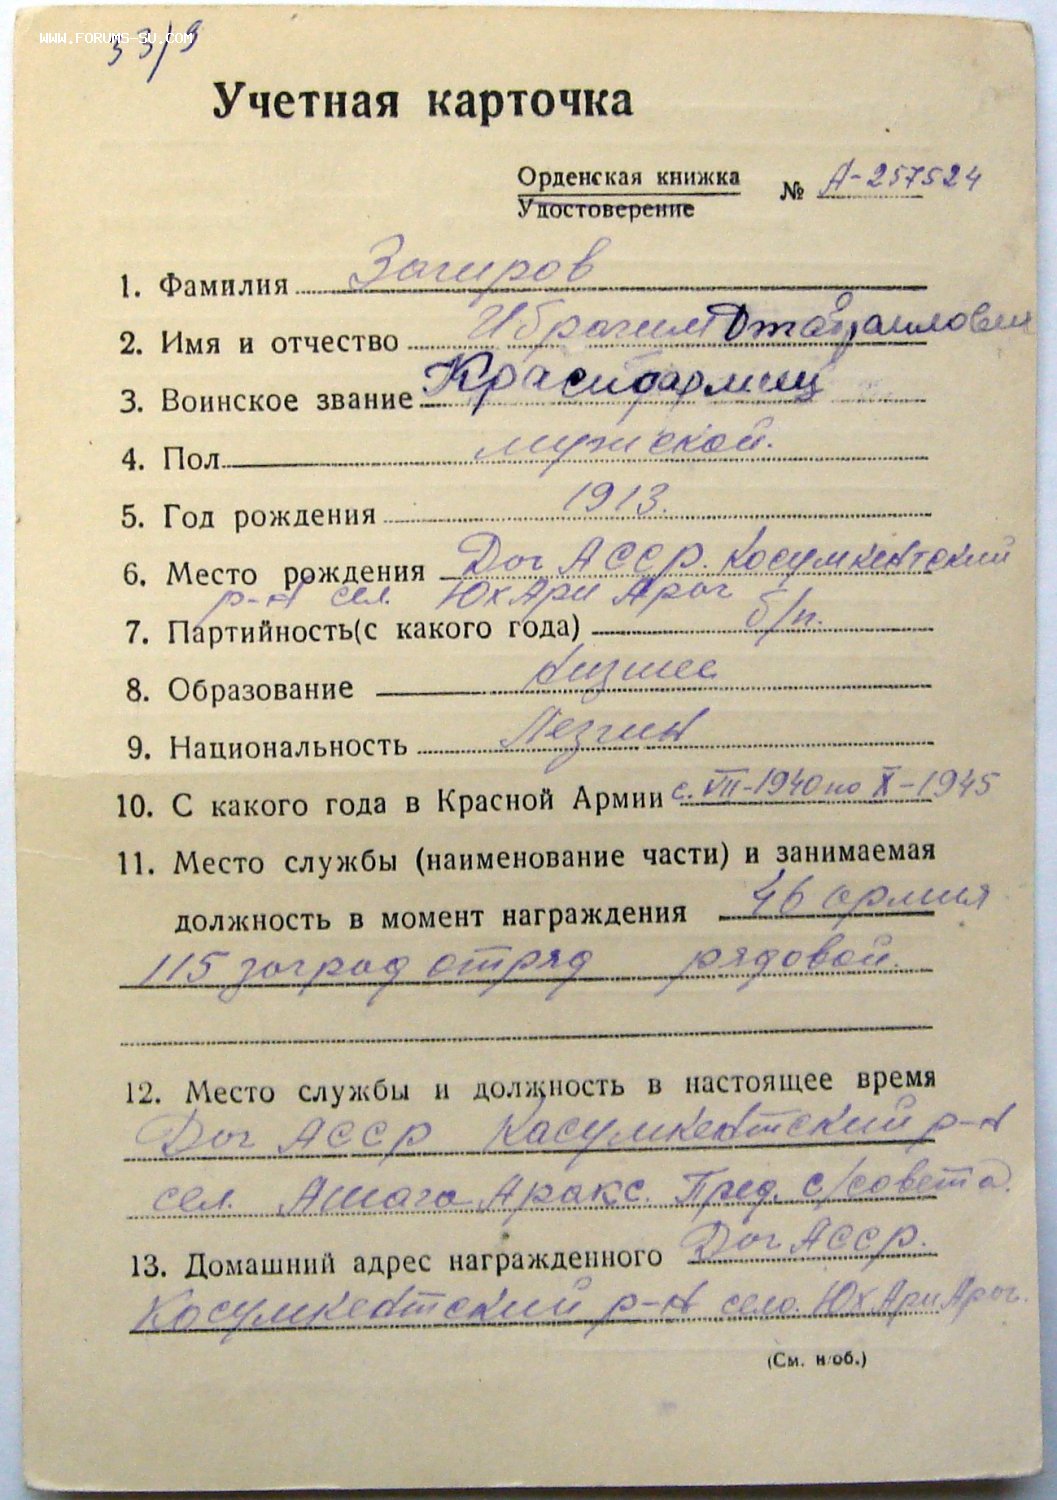 WWW.FORUMS-SU.COM
33/9
Учетная карточка
Орденская книжка
Удостоверение
№ А-257524
1. Фамилия Загиров
2. Имя и отчество Ибрагим
3. Воинское звание Красноармеец
4. Пол мужской.
5. Год рождения 1913.
6. Место рождения Даг АССР. Касумкентский
р-н сел. ЮхАри Араг
7. Партийность(с какого года) б/п.
8. Образование низшее
9. Национальность Лезгин
10. С какого года в Красной Армии с. VII-1940 по X-1945
11. Место службы (наименование части) и занимаемая
должность в момент награждения 46 армия
115 заград отряд рядовой.
12. Место службы и должность в настоящее время
Даг АССР Касумкентский р-н
сел. Ашага Аракс. Пред. с/совета.
13. Домашний адрес награжденного Даг АССР.
Касумкентский р-н село. ЮхАри Араг.
(См. н/об.)